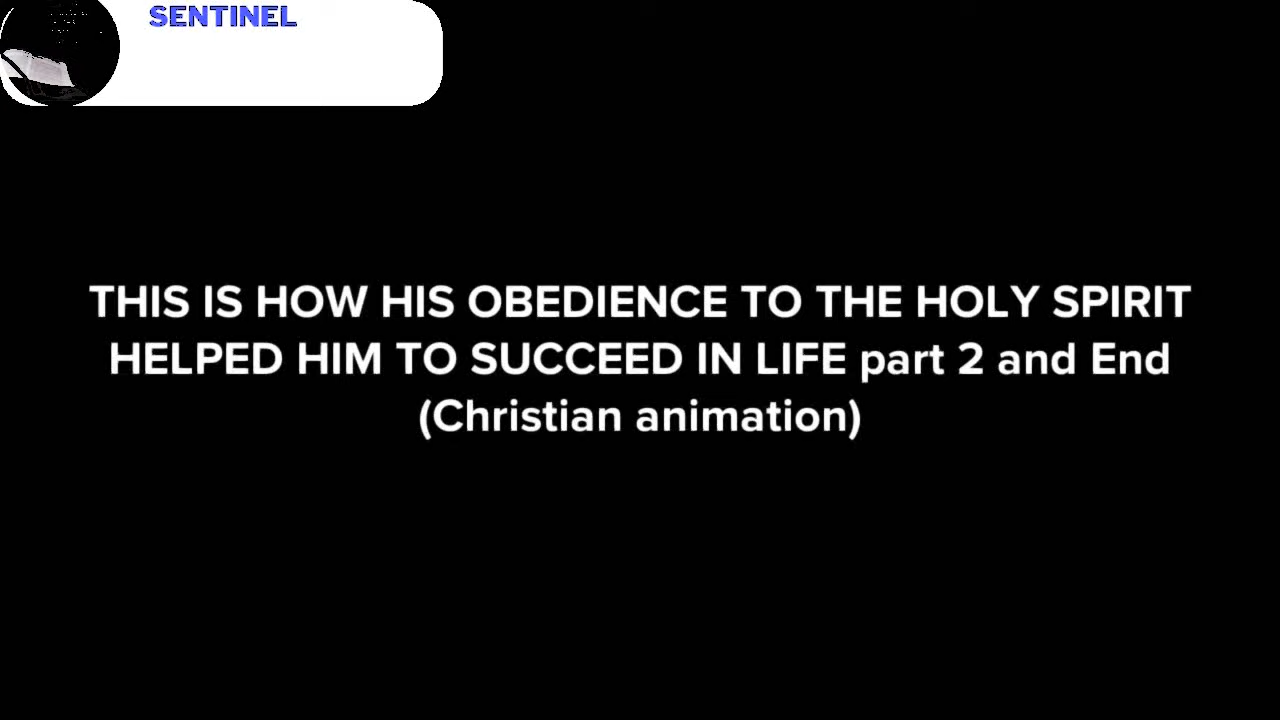 SENTINEL
THIS IS HOW HIS OBEDIENCE TO THE HOLY SPIRIT
HELPED HIM TO SUCCEED IN LIFE part 2 and End
(Christian animation)